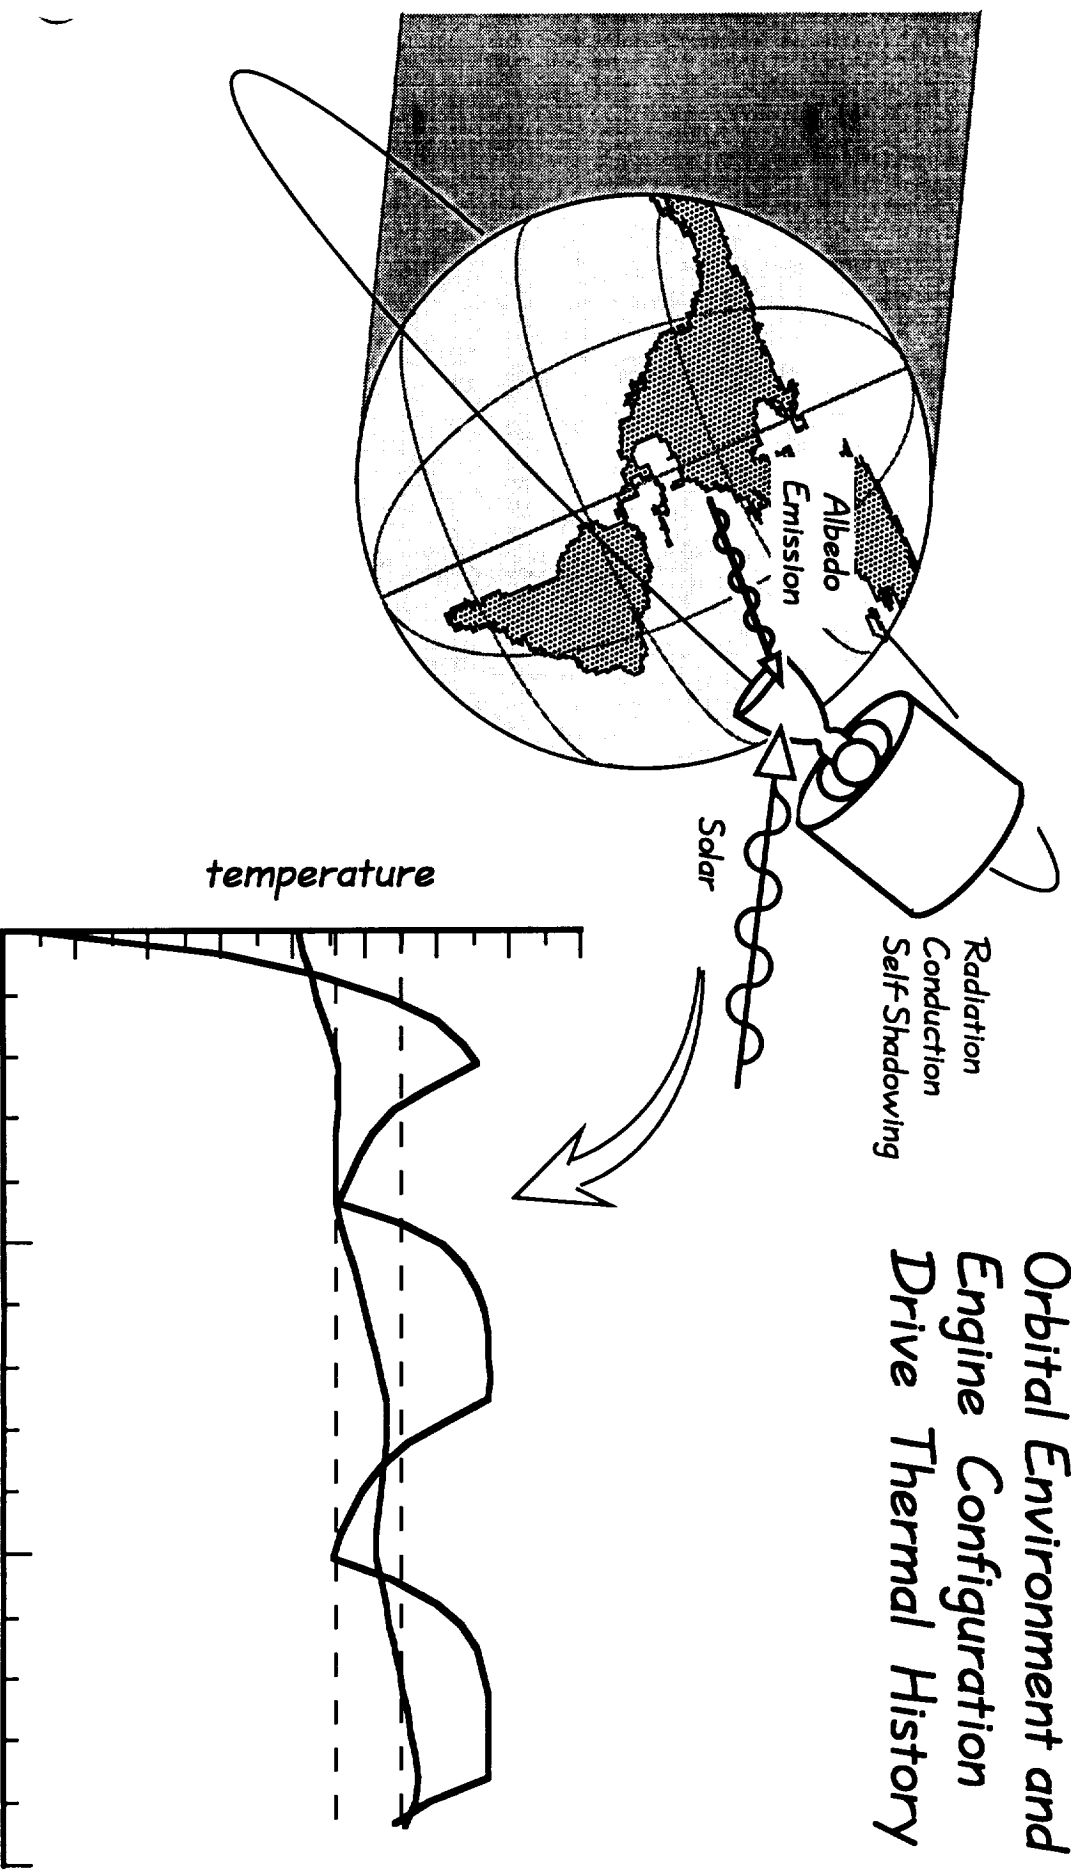 Orbital Environment and
Engine Configuration
Drive Thermal History
Radiation
Conduction
Self-Shadowing
Albedo
Emission
Solar
temperature